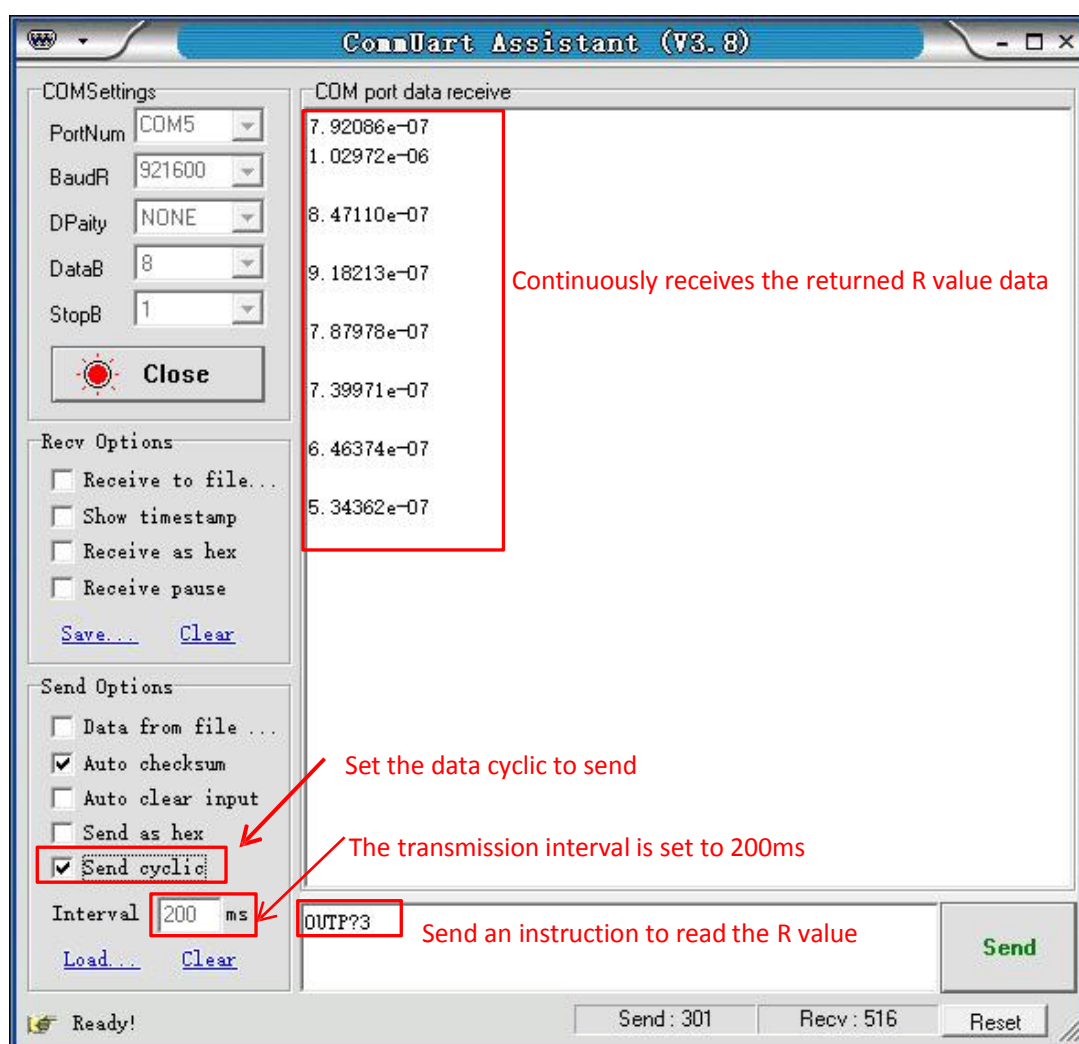 CommUart Assistant (V3.8)
COMSettings
PortNum COM5
BaudR 921600
DPaity NONE
DataB 8
StopB 1
Close
Recv Options
Receive to file...
Show timestamp
Receive as hex
Receive pause
Save... Clear
Send Options
Data from file ...
Auto checksum
Auto clear input
Send as hex
Send cyclic
Interval 200 ms
Load... Clear
COM port data receive
7.92086e-07
1.02972e-06
8.47110e-07
9.18213e-07
7.87978e-07
7.39971e-07
6.46374e-07
5.34362e-07
Continuously receives the returned R value data
Set the data cyclic to send
The transmission interval is set to 200ms
OUTP?3
Send an instruction to read the R value
Send
Ready!
Send : 301
Recv : 516
Reset